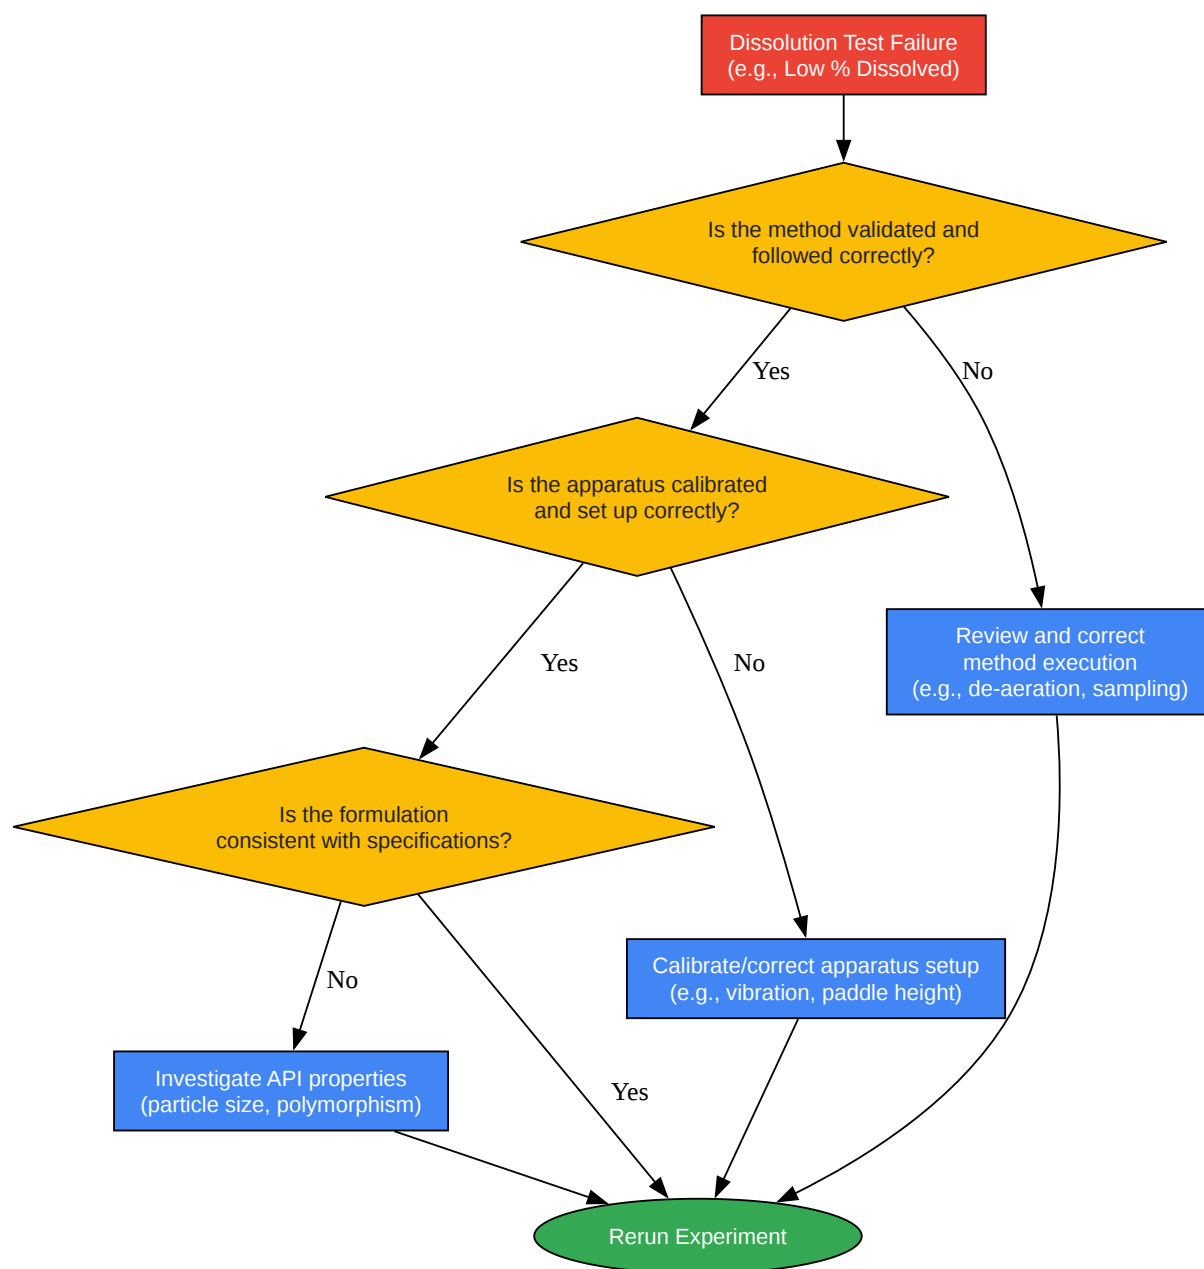 Dissolution Test Failure
(e.g., Low % Dissolved)
Is the method validated and
followed correctly?
Yes
No
Is the apparatus calibrated
and set up correctly?
Yes
No
Review and correct
method execution
(e.g., de-aeration, sampling)
Is the formulation
consistent with specifications?
No
Yes
Calibrate/correct apparatus setup
(e.g., vibration, paddle height)
Investigate API properties
(particle size, polymorphism)
Rerun Experiment